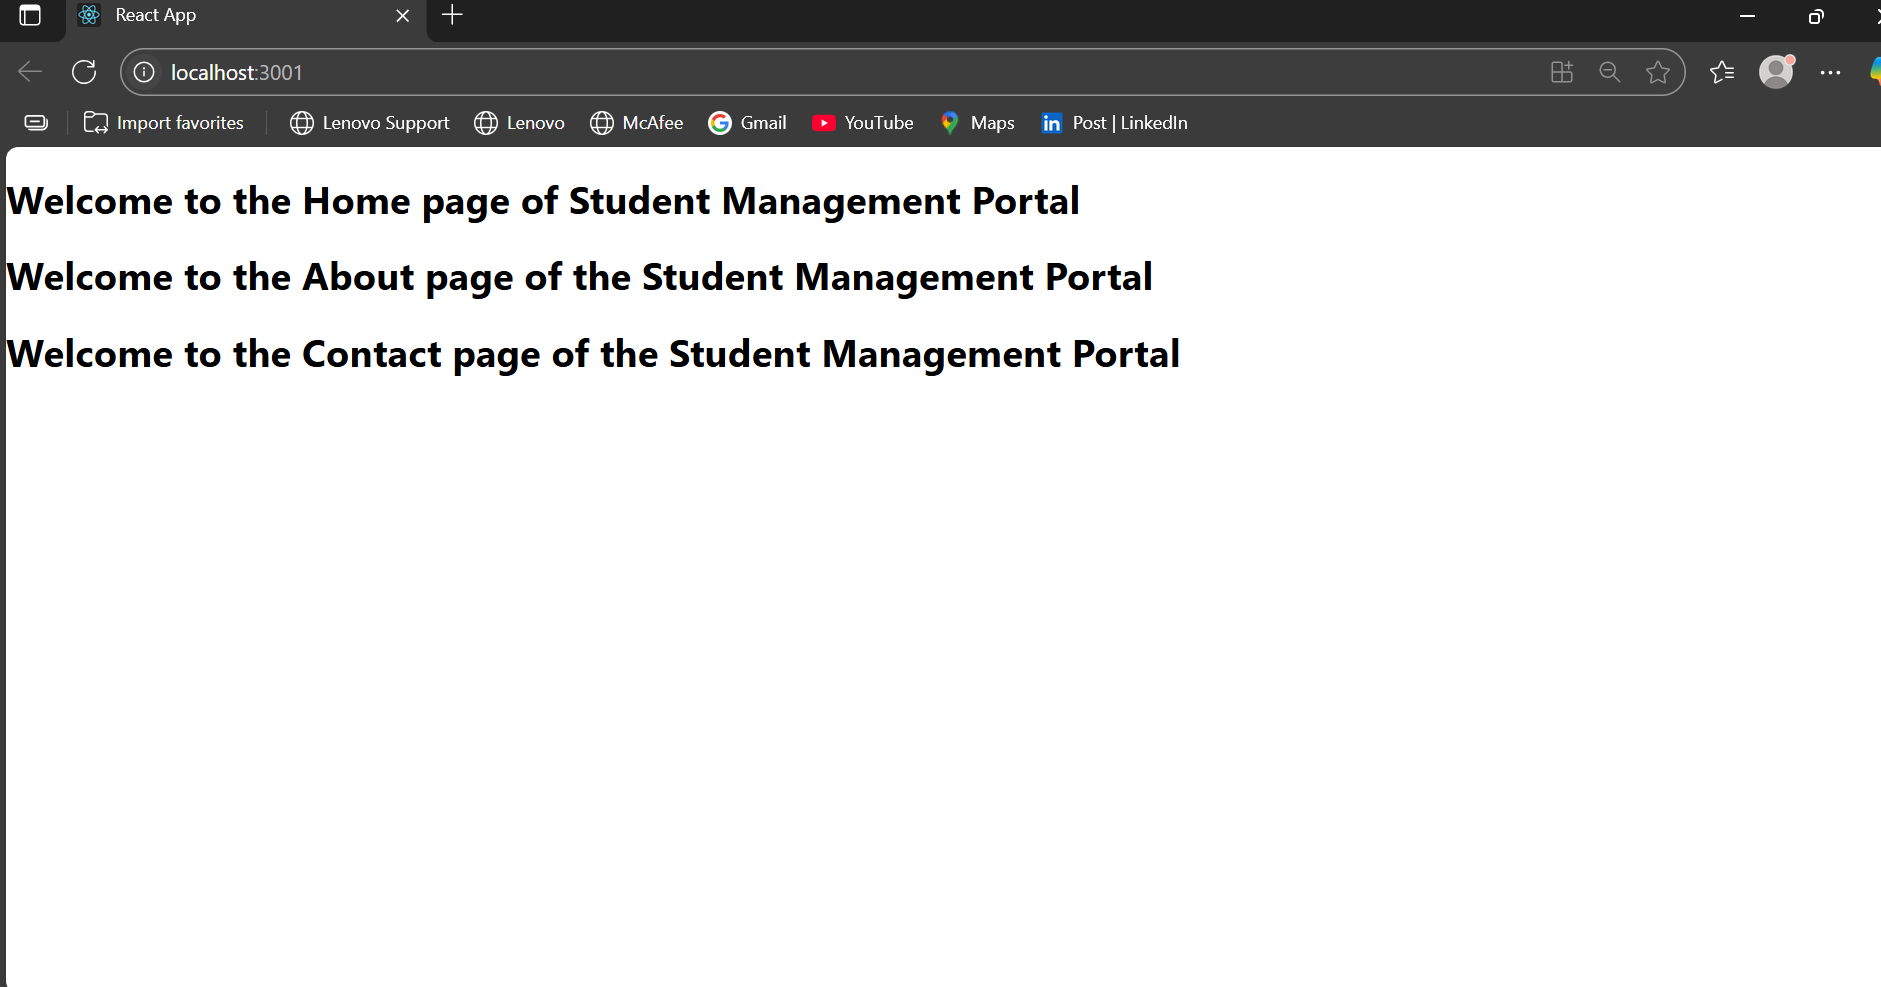 React App
localhost:3001
Import favorites Lenovo Support Lenovo McAfee Gmail YouTube Maps in Post | LinkedIn
Welcome to the Home page of Student Management Portal
Welcome to the About page of the Student Management Portal
Welcome to the Contact page of the Student Management Portal